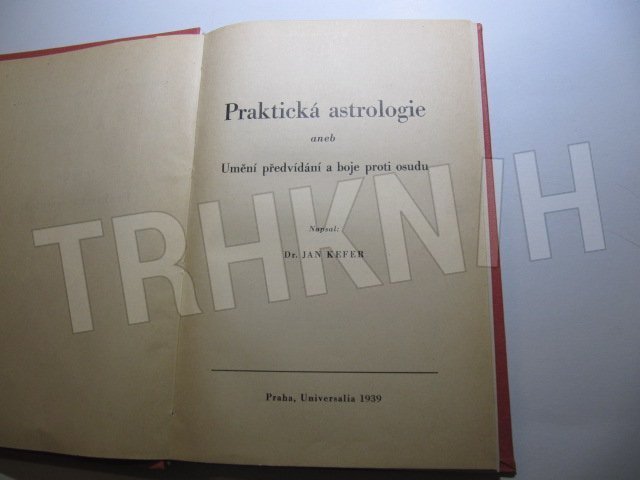 Praktická astrologie
aneb
Umění předvídání a boje proti osudu
Napsal:
Dr. JAN KEFER
Praha, Universalia 1939
TRHKNIH